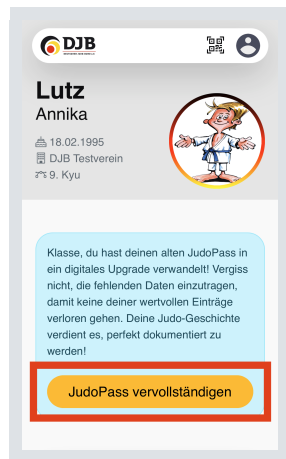 DJB
Lutz
Annika
18.02.1995
DJB Testverein
9. Kyu
Klasse, du hast deinen alten JudoPass in
ein digitales Upgrade verwandelt! Vergiss
nicht, die fehlenden Daten einzutragen,
damit keine deiner wertvollen Einträge
verloren gehen. Deine Judo-Geschichte
verdient es, perfekt dokumentiert zu
werden!
JudoPass vervollständigen